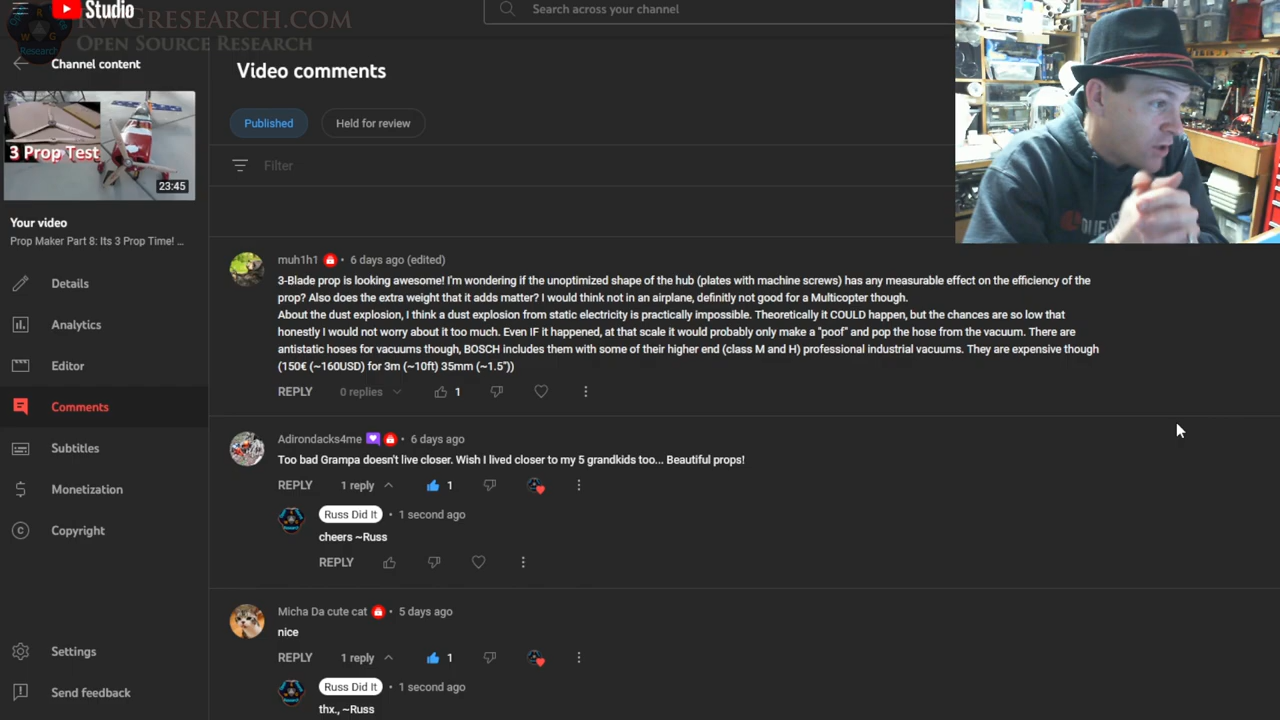 Studio
RWGRESEARCH.COM
OPEN SOURCE RESEARCH
R
W G
Research
Search across your channel
Channel content
3 Prop Test
23:45
Your video
Prop Maker Part 8: Its 3 Prop Time! ...
Details
Analytics
Editor
Comments
Subtitles
Monetization
Copyright
Settings
Send feedback
Video comments
Published
Held for review
Filter
muh1h1 • 6 days ago (edited)
3-Blade prop is looking awesome! I'm wondering if the unoptimized shape of the hub (plates with machine screws) has any measurable effect on the efficiency of the
prop? Also does the extra weight that it adds matter? I would think not in an airplane, definitly not good for a Multicopter though.
About the dust explosion, I think a dust explosion from static electricity is practically impossible. Theoretically it COULD happen, but the chances are so low that
honestly I would not worry about it too much. Even IF it happened, at that scale it would probably only make a "poof" and pop the hose from the vacuum. There are
antistatic hoses for vacuums though, BOSCH includes them with some of their higher end (class M and H) professional industrial vacuums. They are expensive though
(150€ (~160USD) for 3m (~10ft) 35mm (~1.5"))
REPLY 0 replies 1
Adirondacks4me • 6 days ago
Too bad Grampa doesn't live closer. Wish I lived closer to my 5 grandkids too... Beautiful props!
REPLY 1 reply 1
Russ Did It • 1 second ago
cheers ~Russ
REPLY
Micha Da cute cat • 5 days ago
nice
REPLY 1 reply 1
Russ Did It • 1 second ago
thx., ~Russ